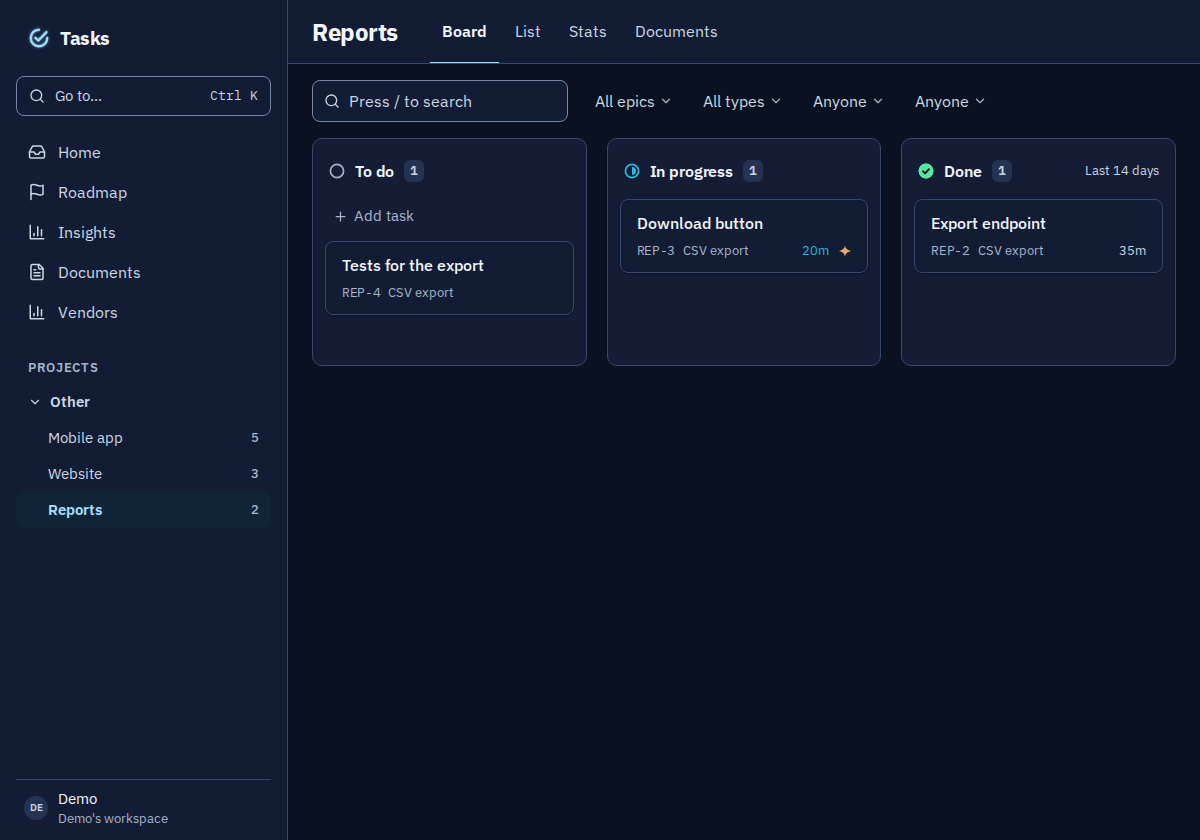 Tasks
Go to...
Ctrl K
Home
Roadmap
Insights
Documents
Vendors
PROJECTS
Other
Mobile app 5
Website 3
Reports 2
DE
Demo
Demo's workspace
Reports
Board List Stats Documents
Press / to search
All epics All types Anyone Anyone
To do 1
Add task
Tests for the export
REP-4 CSV export
In progress 1
Download button
REP-3 CSV export 20m
Done 1 Last 14 days
Export endpoint
REP-2 CSV export 35m